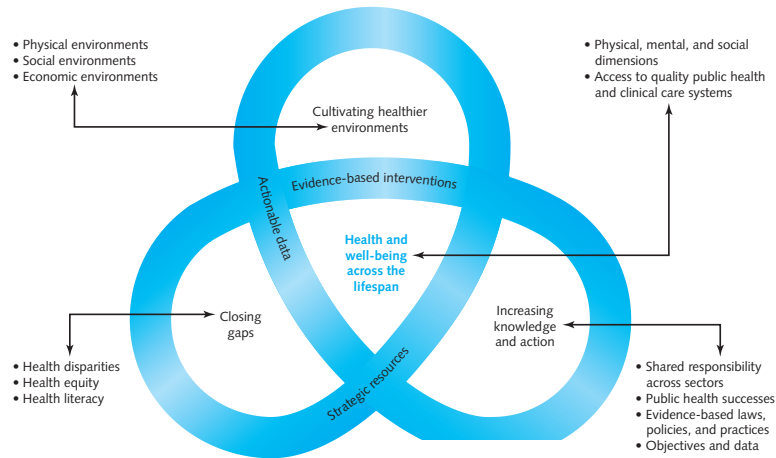 • Physical environments
• Social environments
• Economic environments
• Physical, mental, and social
dimensions
• Access to quality public health
and clinical care systems
Cultivating healthier
environments
Evidence-based interventions
Actionable data
Health and
well-being
across the
lifespan
Closing
gaps
Increasing
knowledge
and action
Strategic resources
• Health disparities
• Health equity
• Health literacy
• Shared responsibility
across sectors
• Public health successes
• Evidence-based laws,
policies, and practices
• Objectives and data